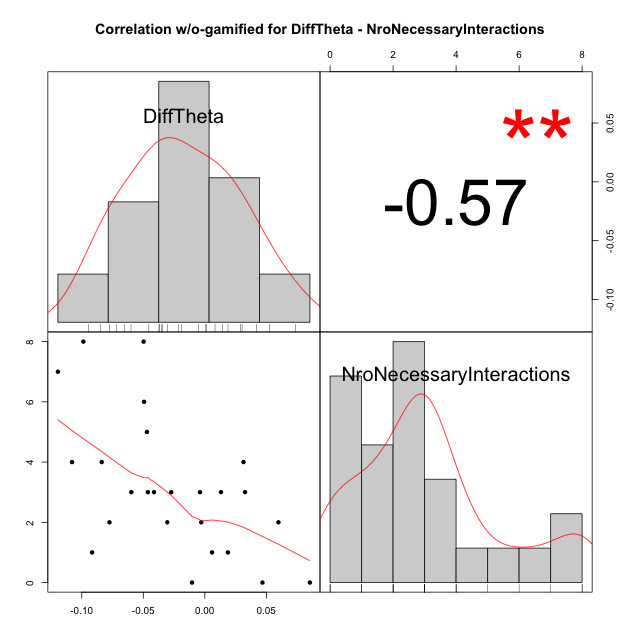 Correlation w/o-gamified for DiffTheta - NroNecessaryInteractions
0 2 4 6 8
DiffTheta
**
-0.57
0.05
0.00
-0.05
-0.10
8
6
4
2
0
NroNecessaryInteractions
-0.10 -0.05 0.00 0.05